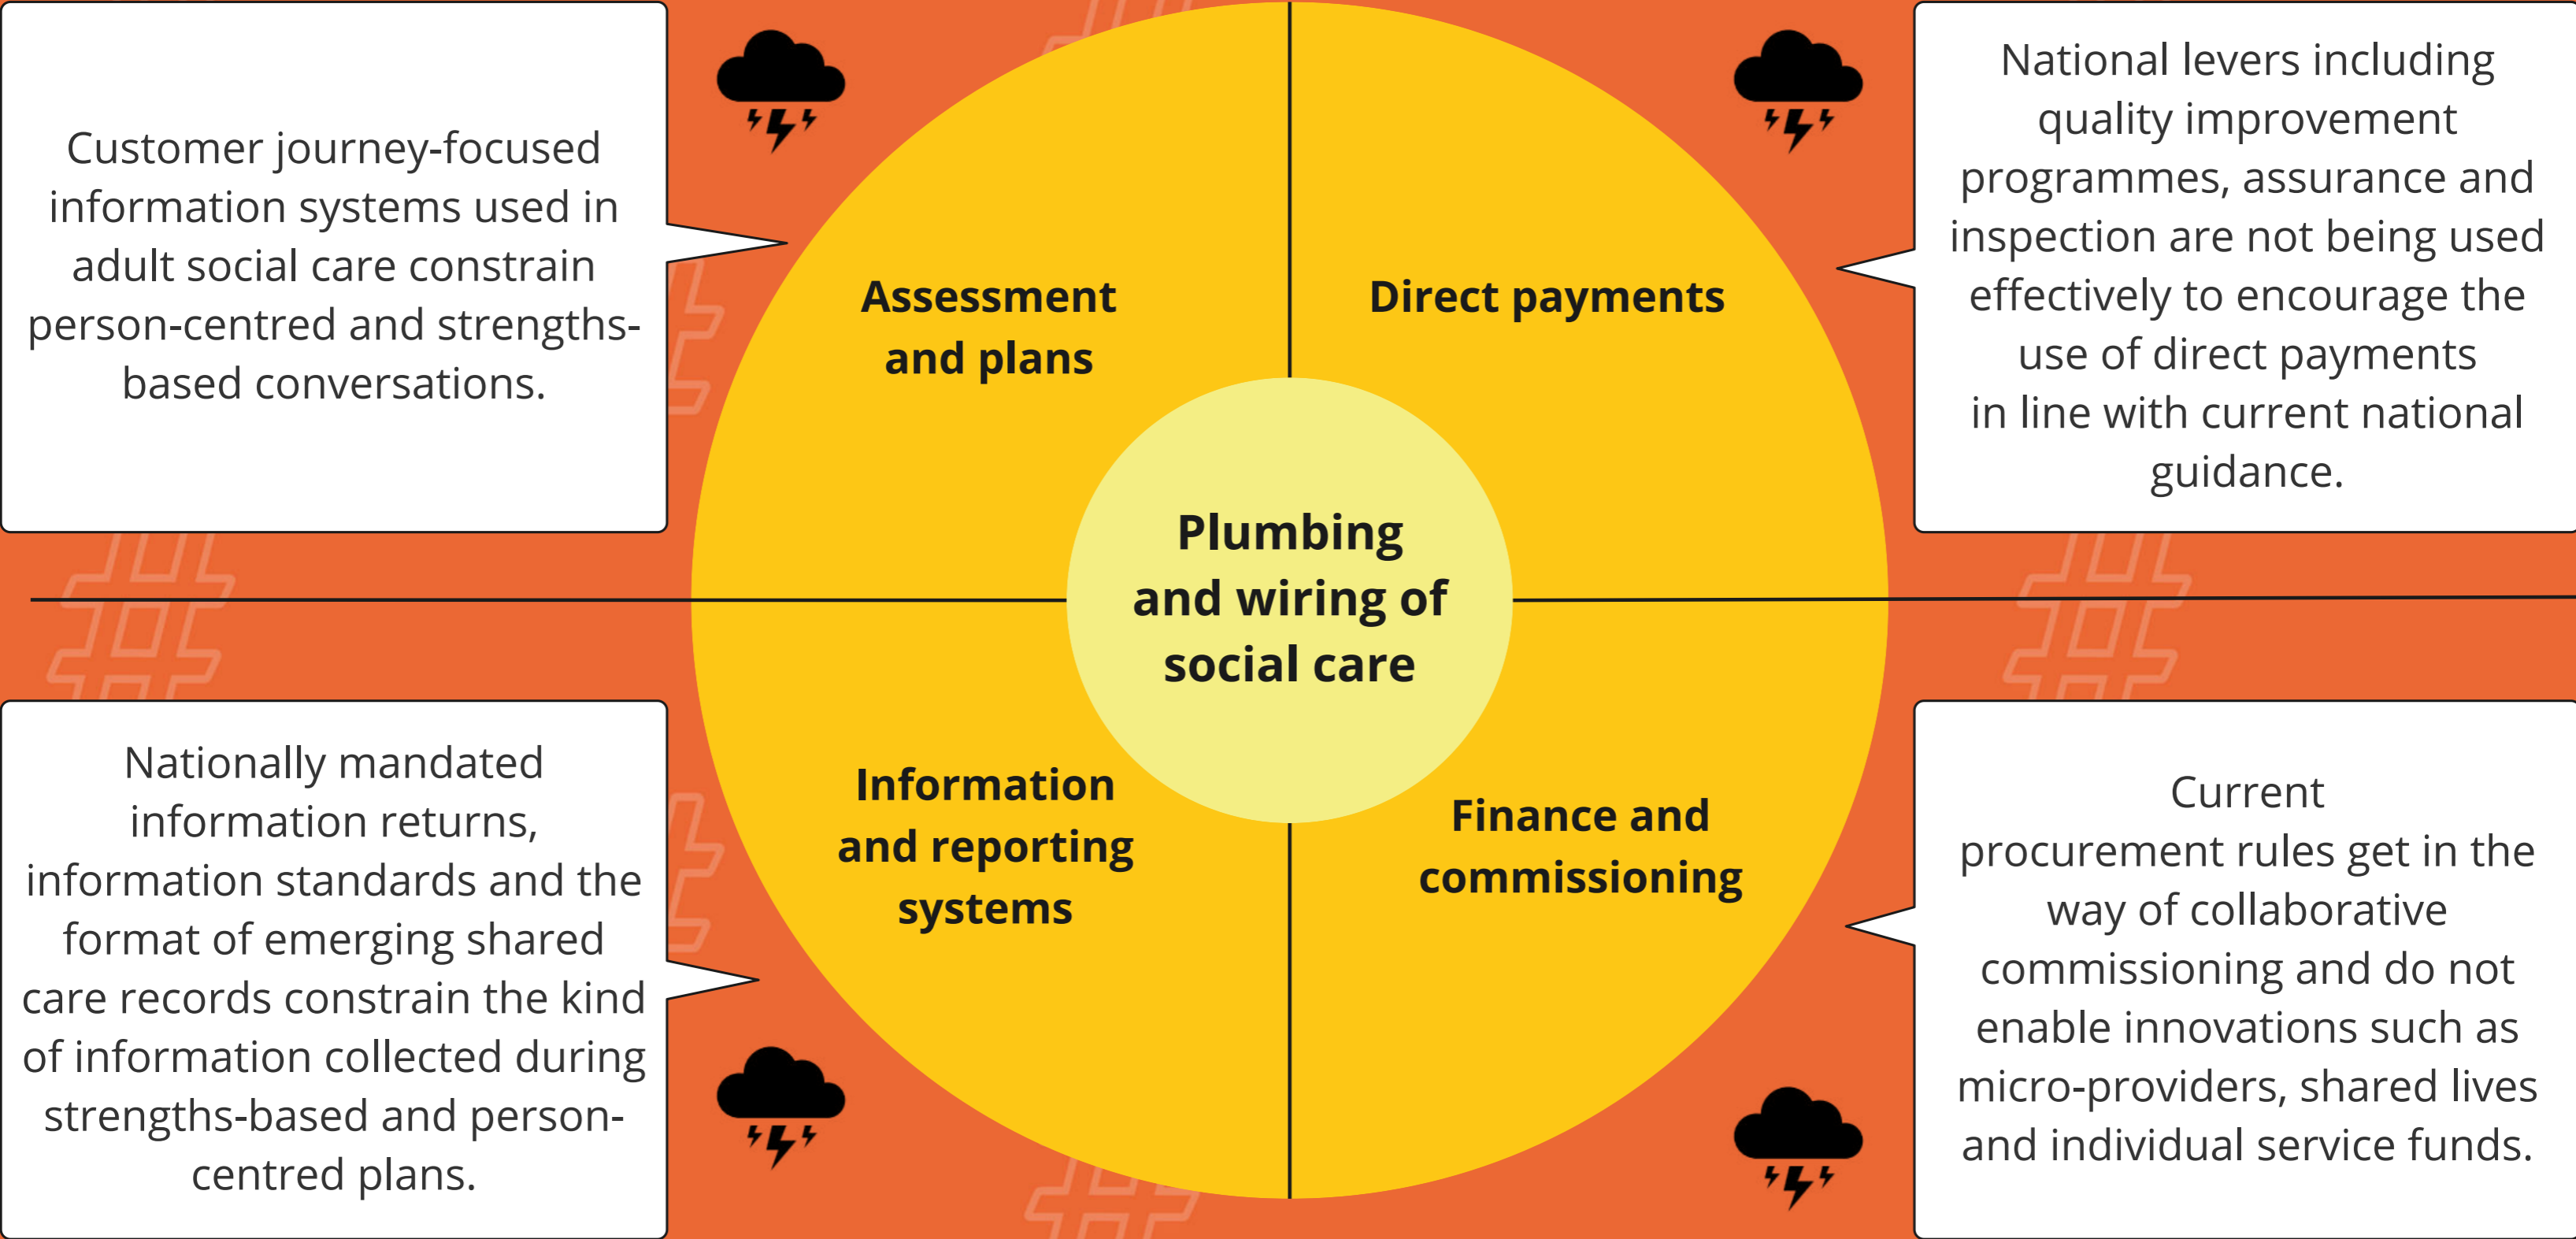 Customer journey-focused
information systems used in
adult social care constrain
person-centred and strengths-
based conversations.
Assessment
and plans
Direct payments
National levers including
quality improvement
programmes, assurance and
inspection are not being used
effectively to encourage the
use of direct payments
in line with current national
guidance.
Plumbing
and wiring of
social care
Nationally mandated
information returns,
information standards and the
format of emerging shared
care records constrain the kind
of information collected during
strengths-based and person-
centred plans.
Information
and reporting
systems
Finance and
commissioning
Current
procurement rules get in the
way of collaborative
commissioning and do not
enable innovations such as
micro-providers, shared lives
and individual service funds.